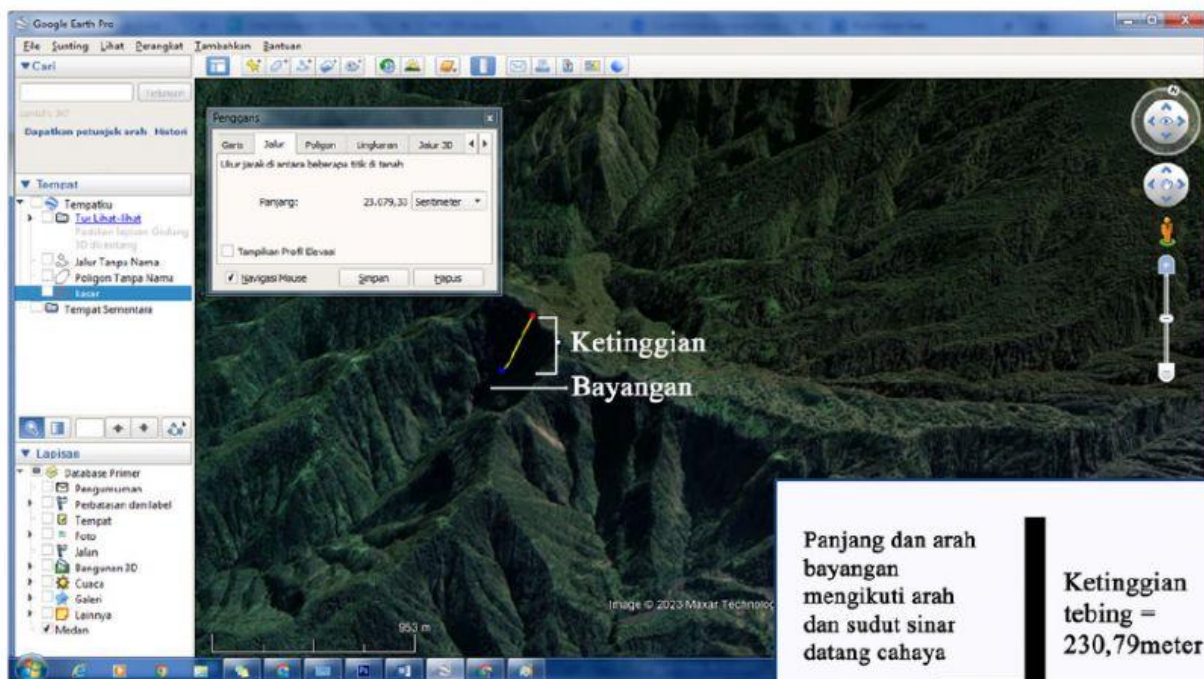 Google Earth Pro
File Sunting Lihat Perangkat Tambahkan Bantuan
Cari
Dapatkan petunjuk arah Histori
Tempat
Tempatku
Tur Lihat-lihat
Jalur Tanpa Nama
Poligon Tanpa Nama
kasar
Tempat Sementara
Lapisan
Database Primer
Pengumuman
Perbatasan dan label
Tempat
Foto
Jalan
Bangunan 3D
Cuaca
Galeri
Lainnya
Medan
Penggaris
Garis Jalur Poligon Lingkaran Jalur 3D
Ukur jarak di antara beberapa titik di tanah
Panjang: 23.079,33 Sentimeter
Tampilkan Profil Elevasi
Navigasi Mouse Simpan Hapus
Ketinggian
Bayangan
N
Image © 2023 Maxar Technolog
953 m
Panjang dan arah
bayangan
mengikuti arah
dan sudut sinar
datang cahaya
Ketinggian
tebing =
230,79meter